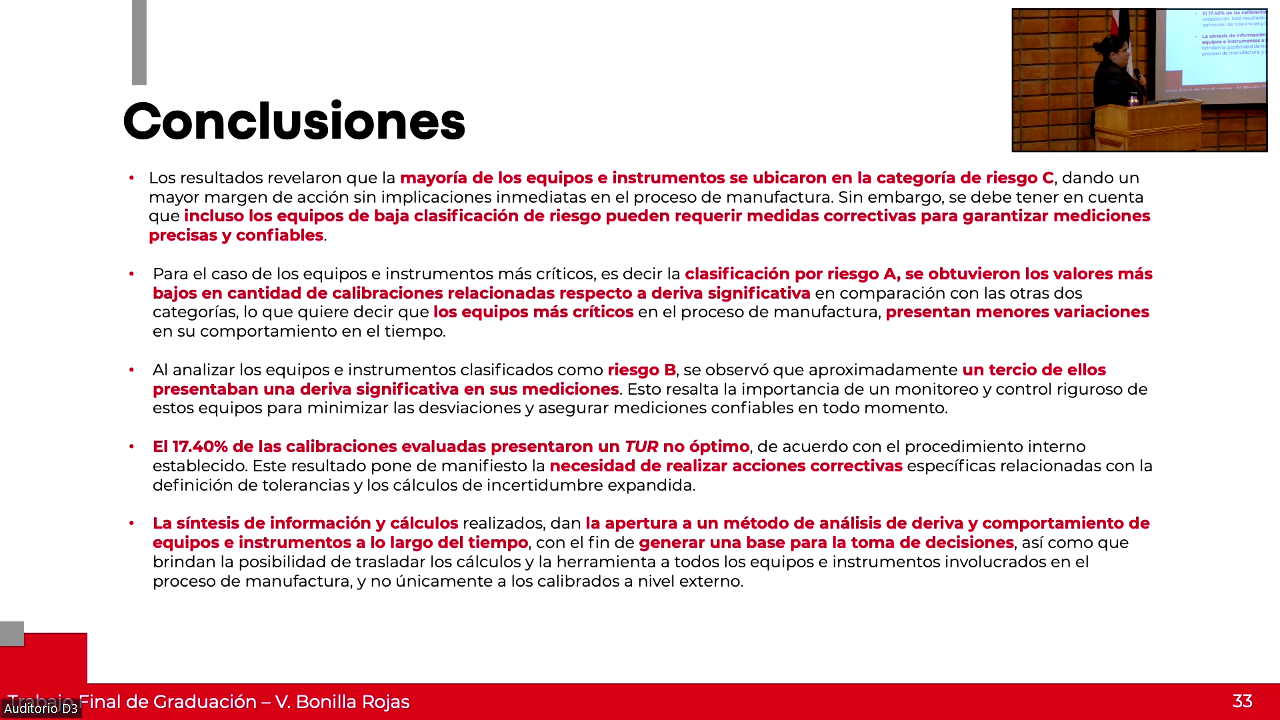 Conclusiones
• Los resultados revelaron que la mayoría de los equipos e instrumentos se ubicaron en la categoría de riesgo C, dando un
mayor margen de acción sin implicaciones inmediatas en el proceso de manufactura. Sin embargo, se debe tener en cuenta
que incluso los equipos de baja clasificación de riesgo pueden requerir medidas correctivas para garantizar mediciones
precisas y confiables.
• Para el caso de los equipos e instrumentos más críticos, es decir la clasificación por riesgo A, se obtuvieron los valores más
bajos en cantidad de calibraciones relacionadas respecto a deriva significativa en comparación con las otras dos
categorías, lo que quiere decir que los equipos más críticos en el proceso de manufactura, presentan menores variaciones
en su comportamiento en el tiempo.
• Al analizar los equipos e instrumentos clasificados como riesgo B, se observó que aproximadamente un tercio de ellos
presentaban una deriva significativa en sus mediciones. Esto resalta la importancia de un monitoreo y control riguroso de
estos equipos para minimizar las desviaciones y asegurar mediciones confiables en todo momento.
• El 17.40% de las calibraciones evaluadas presentaron un TUR no óptimo, de acuerdo con el procedimiento interno
establecido. Este resultado pone de manifiesto la necesidad de realizar acciones correctivas específicas relacionadas con la
definición de tolerancias y los cálculos de incertidumbre expandida.
• La síntesis de información y cálculos realizados, dan la apertura a un método de análisis de deriva y comportamiento de
equipos e instrumentos a lo largo del tiempo, con el fin de generar una base para la toma de decisiones, así como que
brindan la posibilidad de trasladar los cálculos y la herramienta a todos los equipos e instrumentos involucrados en el
proceso de manufactura, y no únicamente a los calibrados a nivel externo.
Trabajo Final de Graduación – V. Bonilla Rojas
33
Auditorio D3